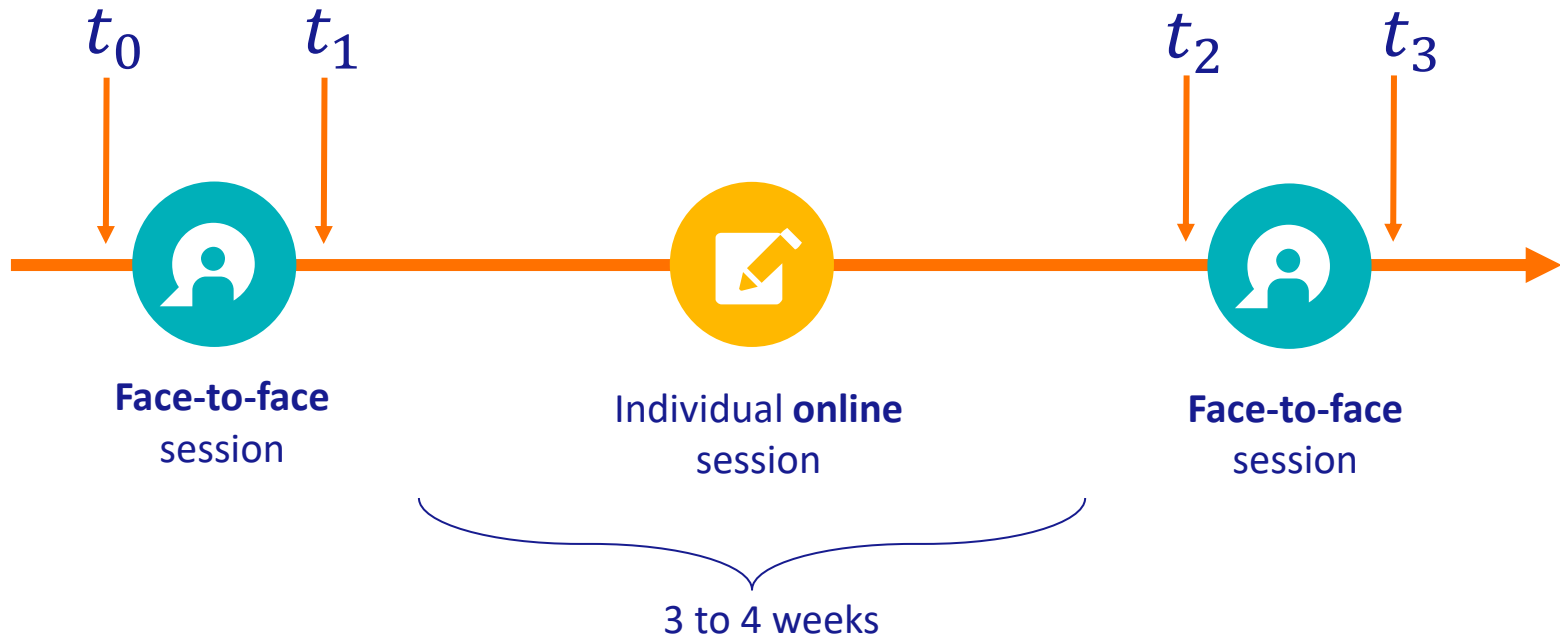 t₀ t₁ t₂ t₃
Face-to-face
session
Individual online
session
Face-to-face
session
3 to 4 weeks